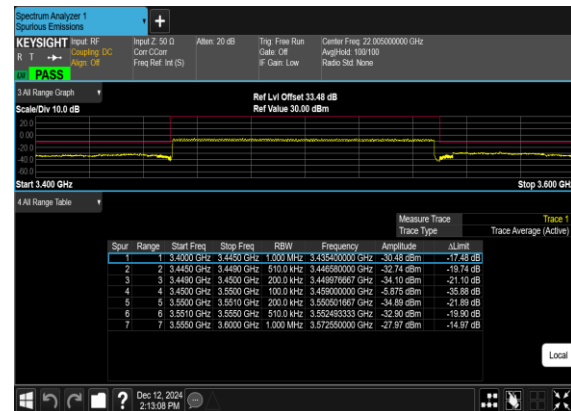 Spectrum Analyzer 1
Spurious Emissions
+
KEYSIGHT Input: RF Input Z: 50 Ω Atten: 20 dB Trig: Free Run Center Freq: 22.005000000 GHz
R T Coupling: DC Corr CCorr Gate: Off Avg|Hold: 100/100
Align: Off Freq Ref: Int (S) IF Gain: Low Radio Std: None
PASS
3 All Range Graph Ref Lvl Offset 33.48 dB
Scale/Div 10.0 dB Ref Value 30.00 dBm
20.0
0.00
-20.0
-40.0
-60.0
Start 3.400 GHz Stop 3.600 GHz
4 All Range Table
Measure Trace Trace 1
Trace Type Trace Average (Active)
Spur Range Start Freq Stop Freq RBW Frequency Amplitude ΔLimit
1 1 3.4000 GHz 3.4450 GHz 1.000 MHz 3.435400000 GHz -30.48 dBm -17.48 dB
2 2 3.4450 GHz 3.4490 GHz 510.0 kHz 3.446580000 GHz -32.74 dBm -19.74 dB
3 3 3.4490 GHz 3.4500 GHz 200.0 kHz 3.449976667 GHz -34.10 dBm -21.10 dB
4 4 3.4500 GHz 3.5500 GHz 100.0 kHz 3.459000000 GHz -5.875 dBm -35.88 dB
5 5 3.5500 GHz 3.5510 GHz 200.0 kHz 3.550501667 GHz -34.89 dBm -21.89 dB
6 6 3.5510 GHz 3.5550 GHz 510.0 kHz 3.552493333 GHz -32.90 dBm -19.90 dB
7 7 3.5550 GHz 3.6000 GHz 1.000 MHz 3.572550000 GHz -27.97 dBm -14.97 dB
Local
? Dec 12, 2024
2:13:08 PM